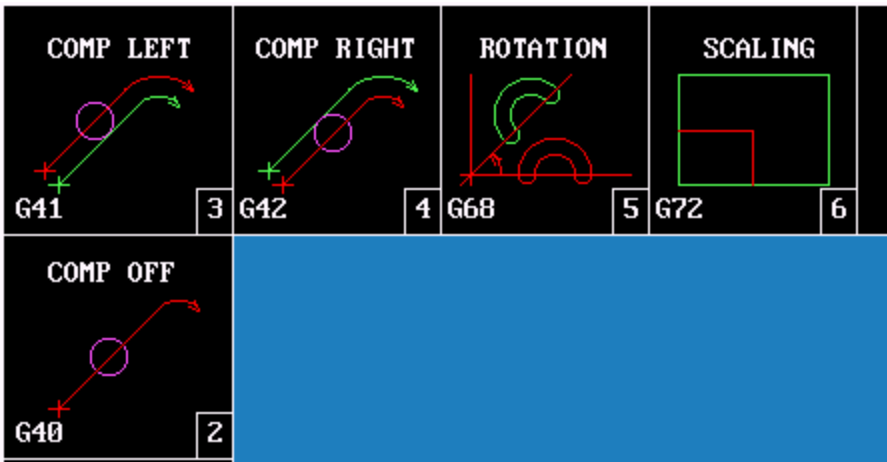 COMP LEFT
G41
3
COMP RIGHT
G42
4
ROTATION
G68
5
SCALING
G72
6
COMP OFF
G40
2